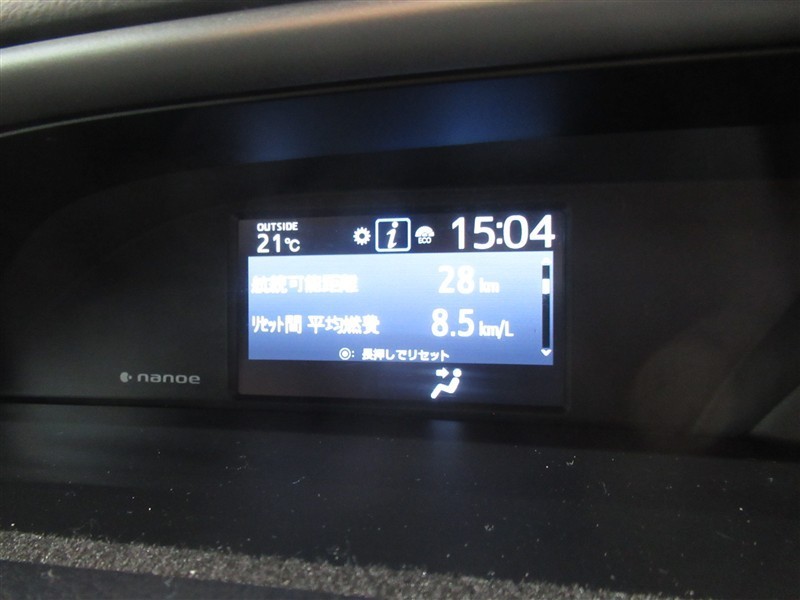 OUTSIDE
21℃
i
ECO
15:04
航続可能距離 28 km
リセット間 平均燃費 8.5 km/L
◎: 長押しでリセット
nanoe